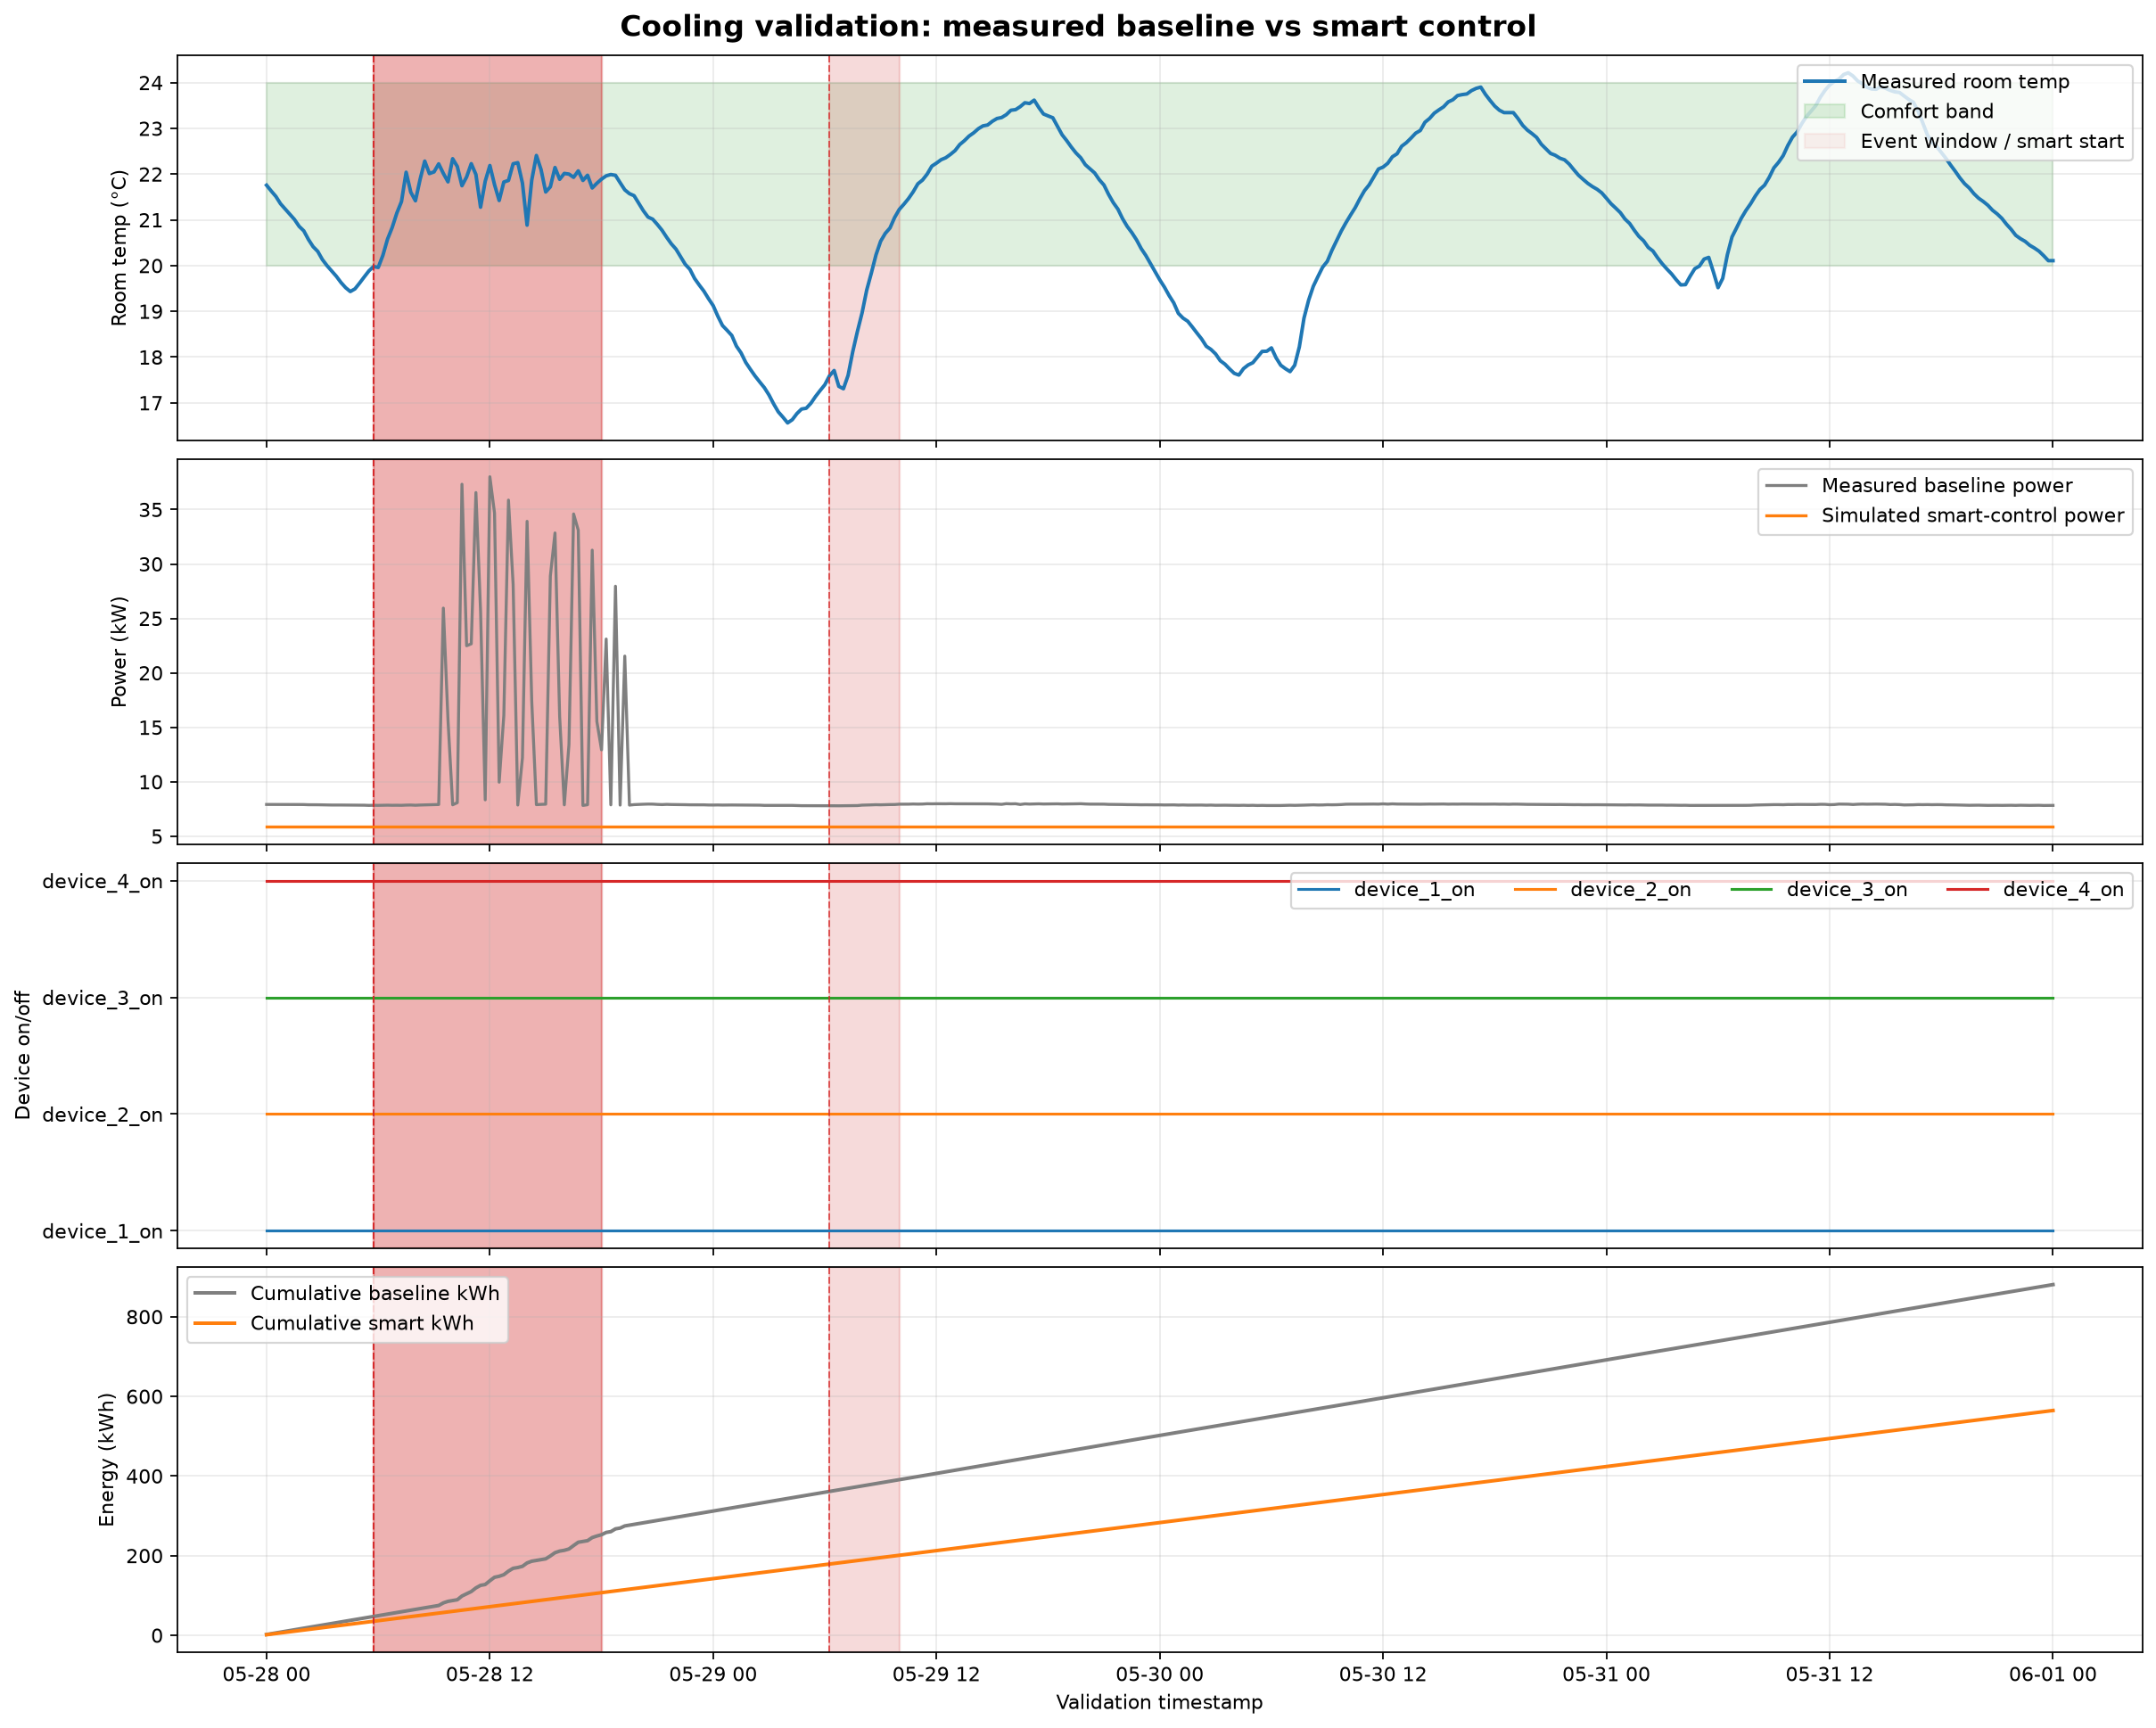 Cooling validation: measured baseline vs smart control
Room temp (°C)
24
23
22
21
20
19
18
17
Measured room temp
Comfort band
Event window / smart start
Power (kW)
35
30
25
20
15
10
5
Measured baseline power
Simulated smart-control power
Device on/off
device_4_on
device_3_on
device_2_on
device_1_on
device_1_on device_2_on device_3_on device_4_on
Energy (kWh)
800
600
400
200
0
Cumulative baseline kWh
Cumulative smart kWh
05-28 00 05-28 12 05-29 00 05-29 12 05-30 00 05-30 12 05-31 00 05-31 12 06-01 00
Validation timestamp